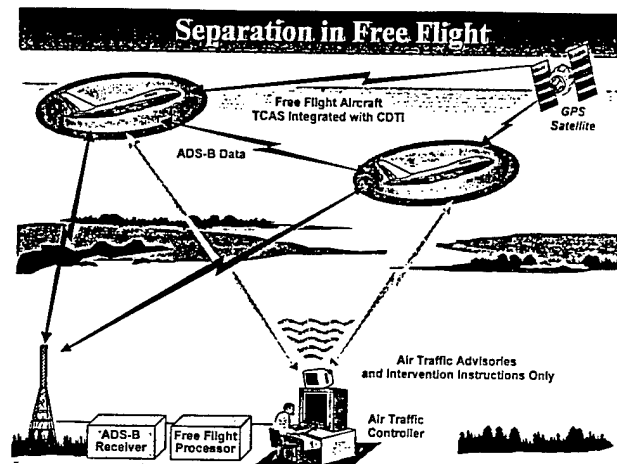 Separation in Free Flight
Free Flight Aircraft
TCAS Integrated with CDTI
GPS
Satellite
ADS-B Data
Air Traffic Advisories
and Intervention Instructions Only
Air Traffic
Controller
ADS-B
Receiver
Free Flight
Processor